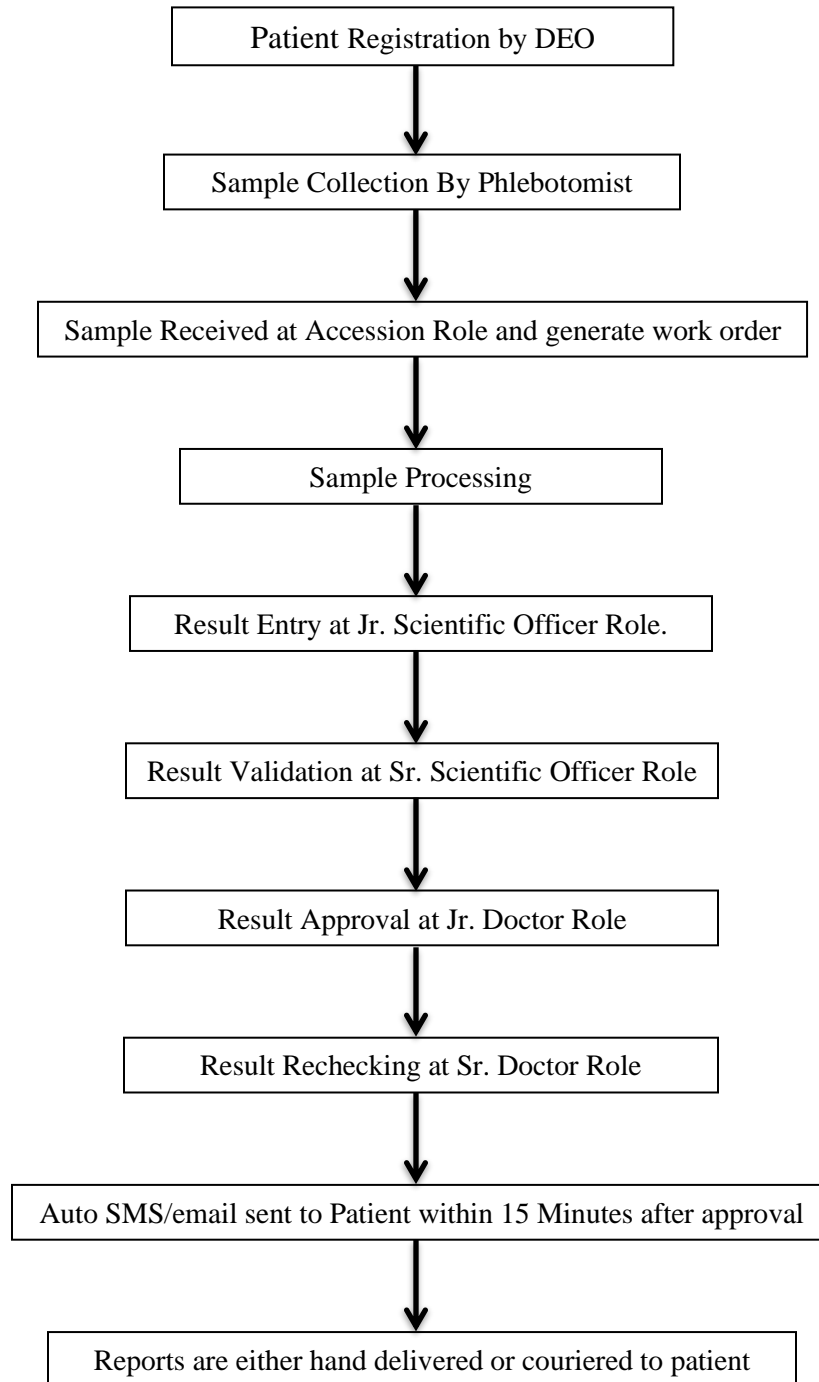 Patient Registration by DEO
Sample Collection By Phlebotomist
Sample Received at Accession Role and generate work order
Sample Processing
Result Entry at Jr. Scientific Officer Role.
Result Validation at Sr. Scientific Officer Role
Result Approval at Jr. Doctor Role
Result Rechecking at Sr. Doctor Role
Auto SMS/email sent to Patient within 15 Minutes after approval
Reports are either hand delivered or couriered to patient